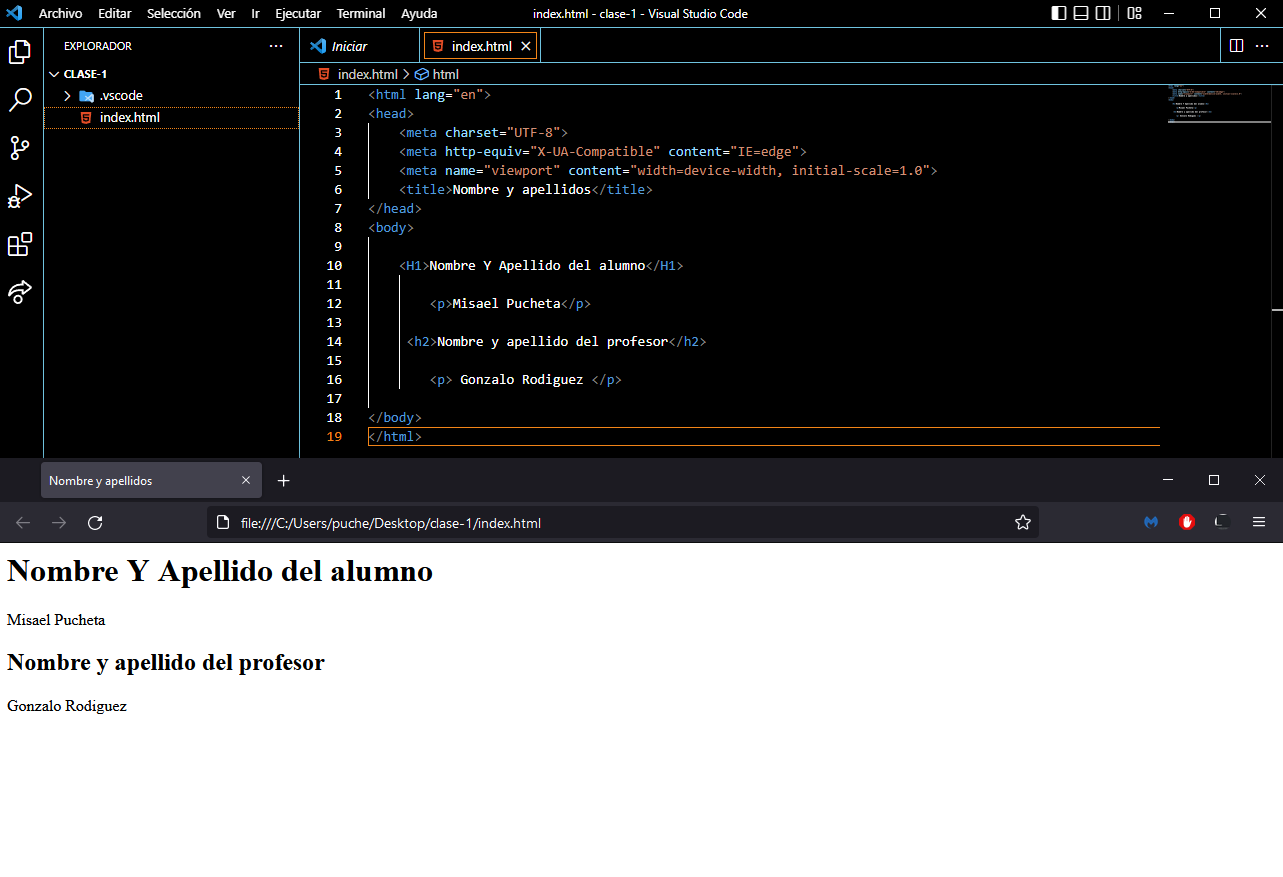 Archivo Editar Selección Ver Ir Ejecutar Terminal Ayuda index.html - clase-1 - Visual Studio Code
EXPLORADOR
CLASE-1
.vscode
index.html
Iniciar index.html
index.html > html
1 <html lang="en">
2 <head>
3 <meta charset="UTF-8">
4 <meta http-equiv="X-UA-Compatible" content="IE=edge">
5 <meta name="viewport" content="width=device-width, initial-scale=1.0">
6 <title>Nombre y apellidos</title>
7 </head>
8 <body>
9
10 <H1>Nombre Y Apellido del alumno</H1>
11
12 <p>Misael Pucheta</p>
13
14 <h2>Nombre y apellido del profesor</h2>
15
16 <p> Gonzalo Rodiguez </p>
17
18 </body>
19 </html>
Nombre y apellidos
file:///C:/Users/puche/Desktop/clase-1/index.html
Nombre Y Apellido del alumno
Misael Pucheta
Nombre y apellido del profesor
Gonzalo Rodiguez